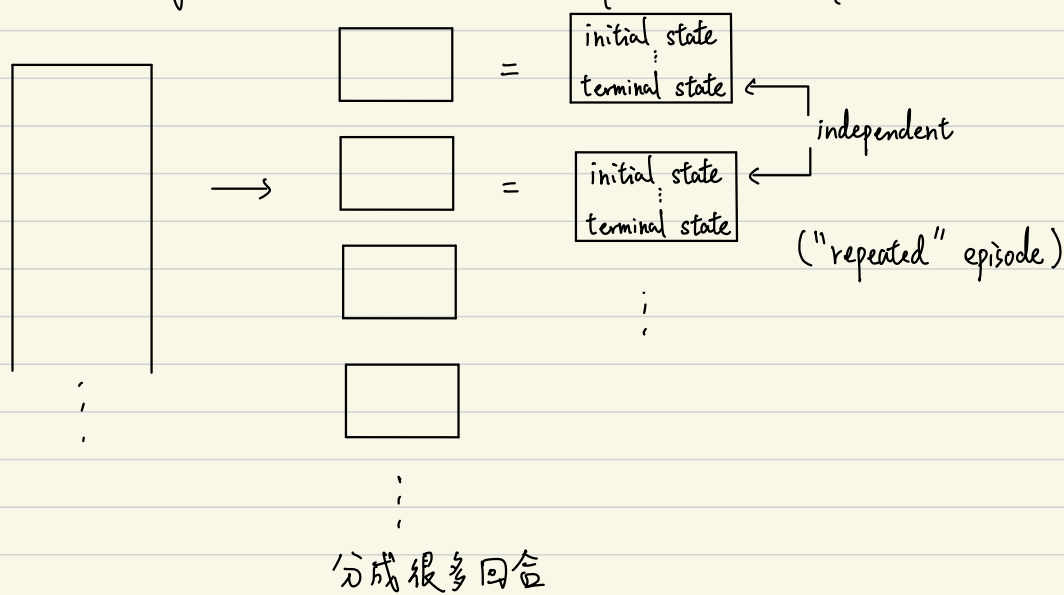 initial state
terminal state
independent
initial state
terminal state
("repeated" episode)
分成很多回合